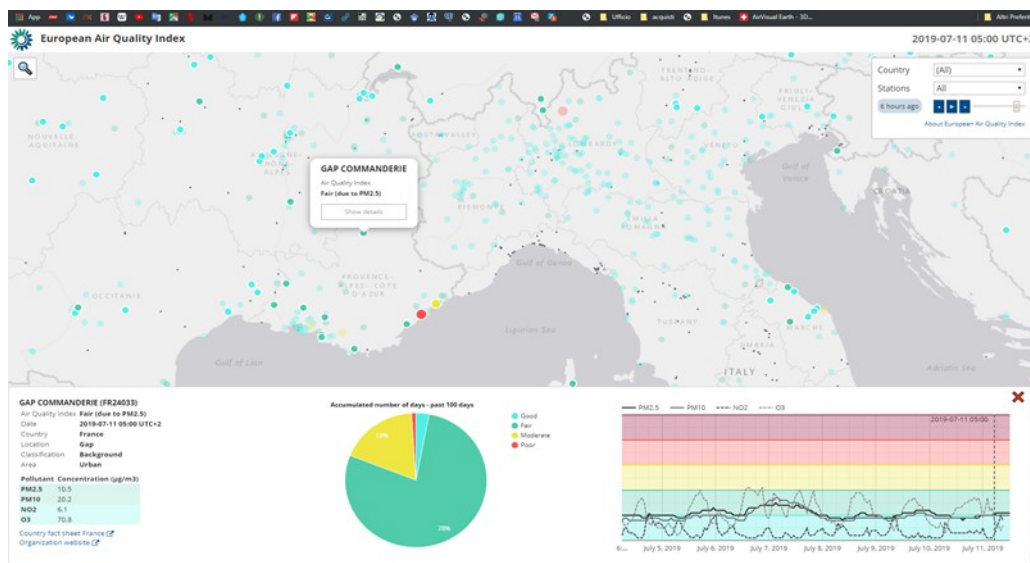 App
Ufficio
acquisti
Itunes
AirVisual Earth - 3D...
Altri Preferiti
European Air Quality Index
2019-07-11 05:00 UTC+2
Country (All)
Stations All
6 hours ago
About European Air Quality Index
TRENTINO-
ALTO ADIGE
FRIULI-
VENEZIA
GIULIA
NOUVELLE-
AQUITAINE
AOSTA VALLEY
LOMBARDY
VENETO
Gulf of
Venice
CROATIA
GAP COMMANDERIE
Air Quality Index
Fair (due to PM2.5)
Show details
PIEMONTE
EMILIA
ROMAGNA
Gulf of Genoa
OCCITANIE
PROVENCE-
ALPES- COTE
D'AZUR
Ligurian Sea
TUSCANY
MARCHE
UMBRIA
Gulf of Lion
ITALY
Adriatic Sea
GAP COMMANDERIE (FR24033)
Air Quality Index Fair (due to PM2.5)
Date 2019-07-11 05:00 UTC+2
Country France
Location Gap
Classification Background
Area Urban
Pollutant Concentration (µg/m3)
PM2.5 10.5
PM10 20.2
NO2 6.1
O3 70.8
Country fact sheet France
Organization website
Accumulated number of days - past 100 days
Good
Fair
Moderate
Poor
78%
PM2.5 PM10 NO2 O3
2019-07-11 05:00
July 5, 2019 July 6, 2019 July 7, 2019 July 8, 2019 July 9, 2019 July 10, 2019 July 11, 2019